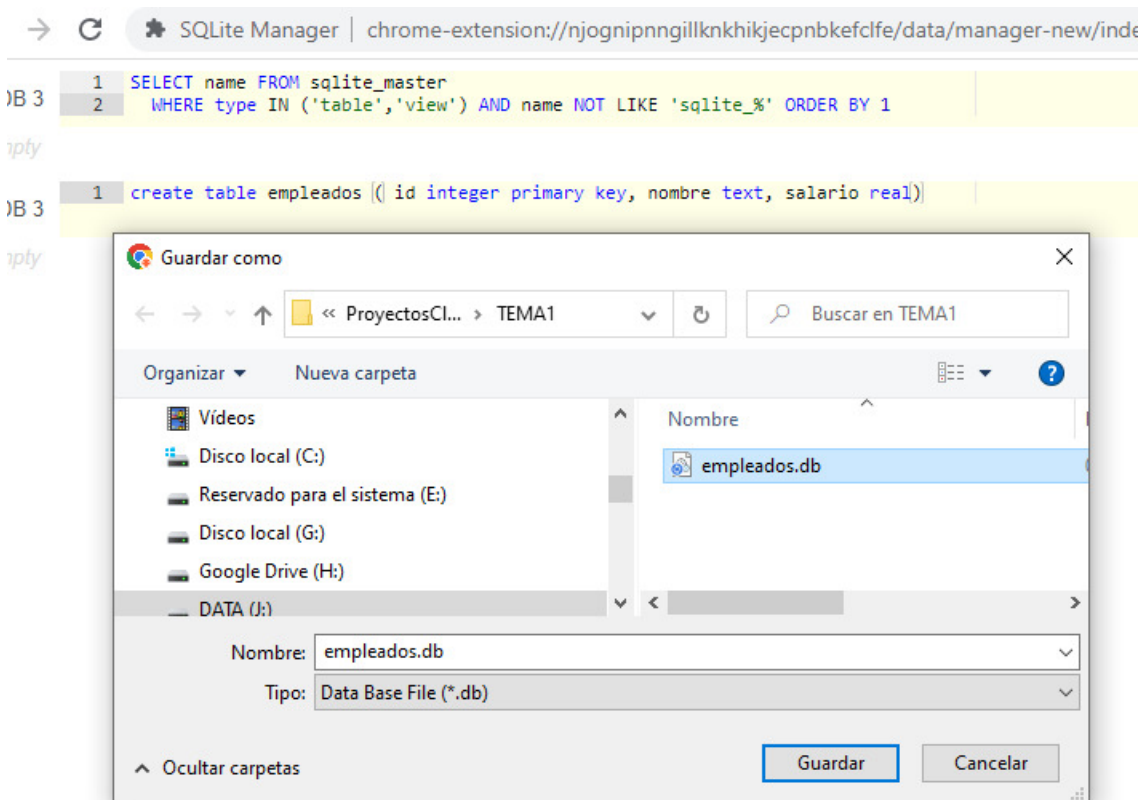 SQLite Manager | chrome-extension://njognipnngillknkhikjecpnbkefclfe/data/manager-new/inde
DB 3
1 SELECT name FROM sqlite_master
2 WHERE type IN ('table','view') AND name NOT LIKE 'sqlite_%' ORDER BY 1
mpty
DB 3
1 create table empleados ( id integer primary key, nombre text, salario real)
mpty
Guardar como
« ProyectosCl... › TEMA1
Buscar en TEMA1
Organizar
Nueva carpeta
Vídeos
Nombre
Disco local (C:)
empleados.db
Reservado para el sistema (E:)
Disco local (G:)
Google Drive (H:)
DATA (J:)
Nombre: empleados.db
Tipo: Data Base File (*.db)
Ocultar carpetas
Guardar
Cancelar